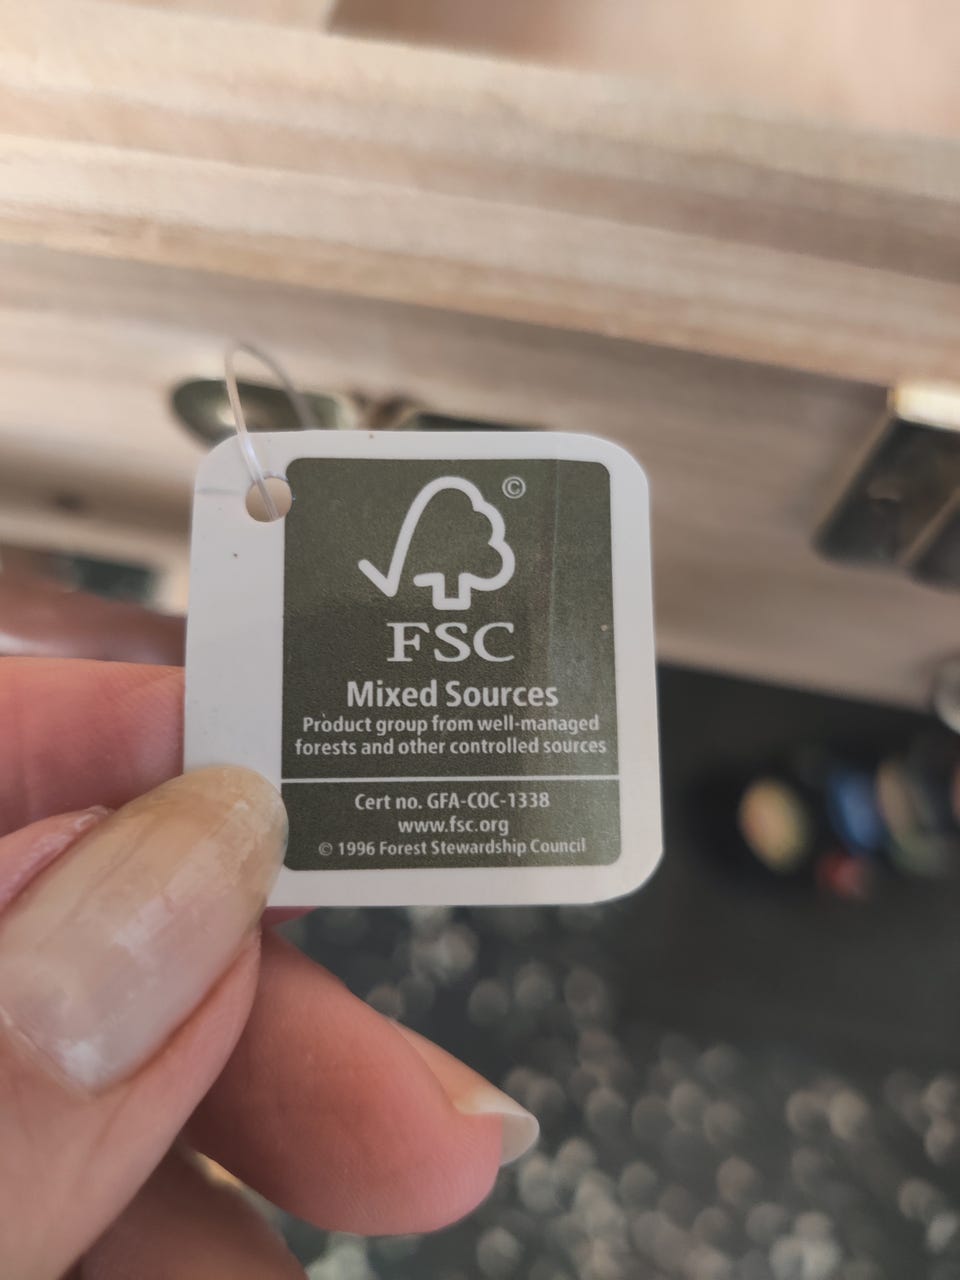 ©
FSC
Mixed Sources
Product group from well-managed
forests and other controlled sources
Cert no. GFA-COC-1338
www.fsc.org
© 1996 Forest Stewardship Council